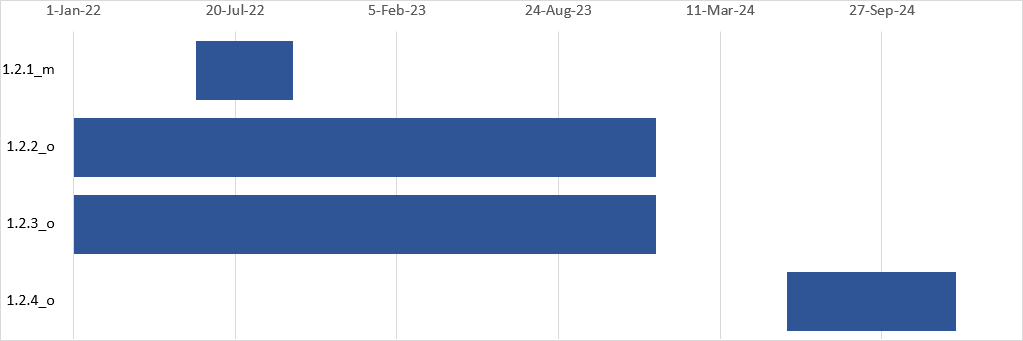 1-Jan-22 20-Jul-22 5-Feb-23 24-Aug-23 11-Mar-24 27-Sep-24
1.2.1_m
1.2.2_o
1.2.3_o
1.2.4_o